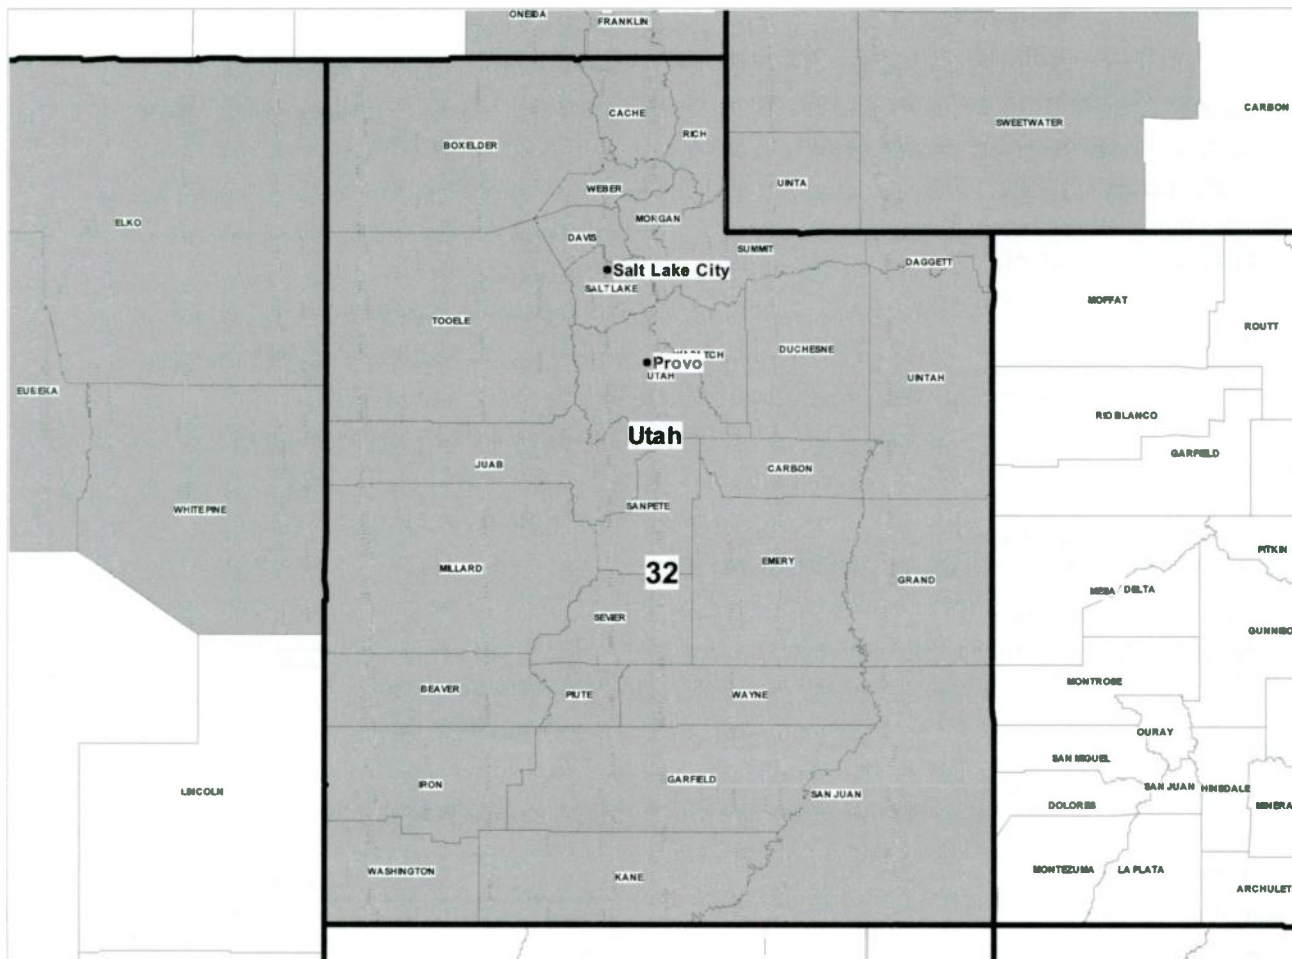 ONEIDA
FRANKLIN
CACHE
CARBON
SWEETWATER
RICH
BOXELDER
UINTA
WEBER
MORGAN
ELKO
DAVIS
SUMMIT
DAGGETT
Salt Lake City
SALT LAKE
MOFFAT
TOOELE
ROUTT
DUCHESNE
Provo
UTAH
UINTAH
EUREKA
RIO BLANCO
Utah
GARFIELD
JUAB
CARBON
SANPETE
WHITE PINE
PITKIN
32
EMERY
MILLARD
GRAND
MESA
DELTA
SEVIER
GUNNISO
MONTROSE
BEAVER
PIUTE
WAYNE
OURAY
SAN MIGUEL
GARFIELD
IRON
SAN JUAN
SAN JUAN
HINSDALE
LINCOLN
DOLORES
MINERA
WASHINGTON
KANE
MONTEZUMA
LA PLATA
ARCHULET